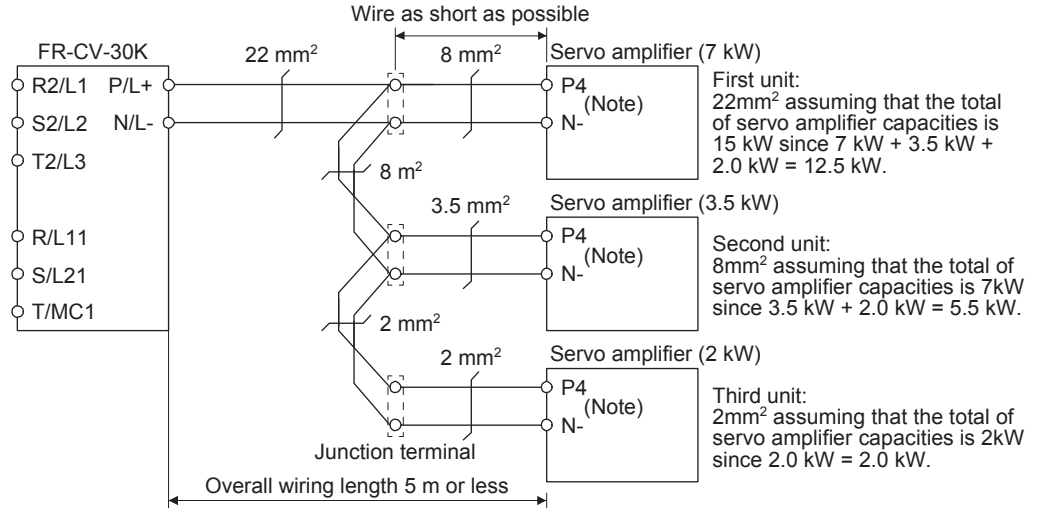 Wire as short as possible
FR-CV-30K
22 mm²
8 mm²
Servo amplifier (7 kW)
R2/L1 P/L+
S2/L2 N/L-
T2/L3
R/L11
S/L21
T/MC1
P4
(Note)
N-
First unit:
22mm² assuming that the total
of servo amplifier capacities is
15 kW since 7 kW + 3.5 kW +
2.0 kW = 12.5 kW.
8 m²
3.5 mm²
Servo amplifier (3.5 kW)
P4
(Note)
N-
Second unit:
8mm² assuming that the total of
servo amplifier capacities is 7kW
since 3.5 kW + 2.0 kW = 5.5 kW.
2 mm²
2 mm²
Servo amplifier (2 kW)
P4
(Note)
N-
Third unit:
2mm² assuming that the total of
servo amplifier capacities is 2kW
since 2.0 kW = 2.0 kW.
Junction terminal
Overall wiring length 5 m or less